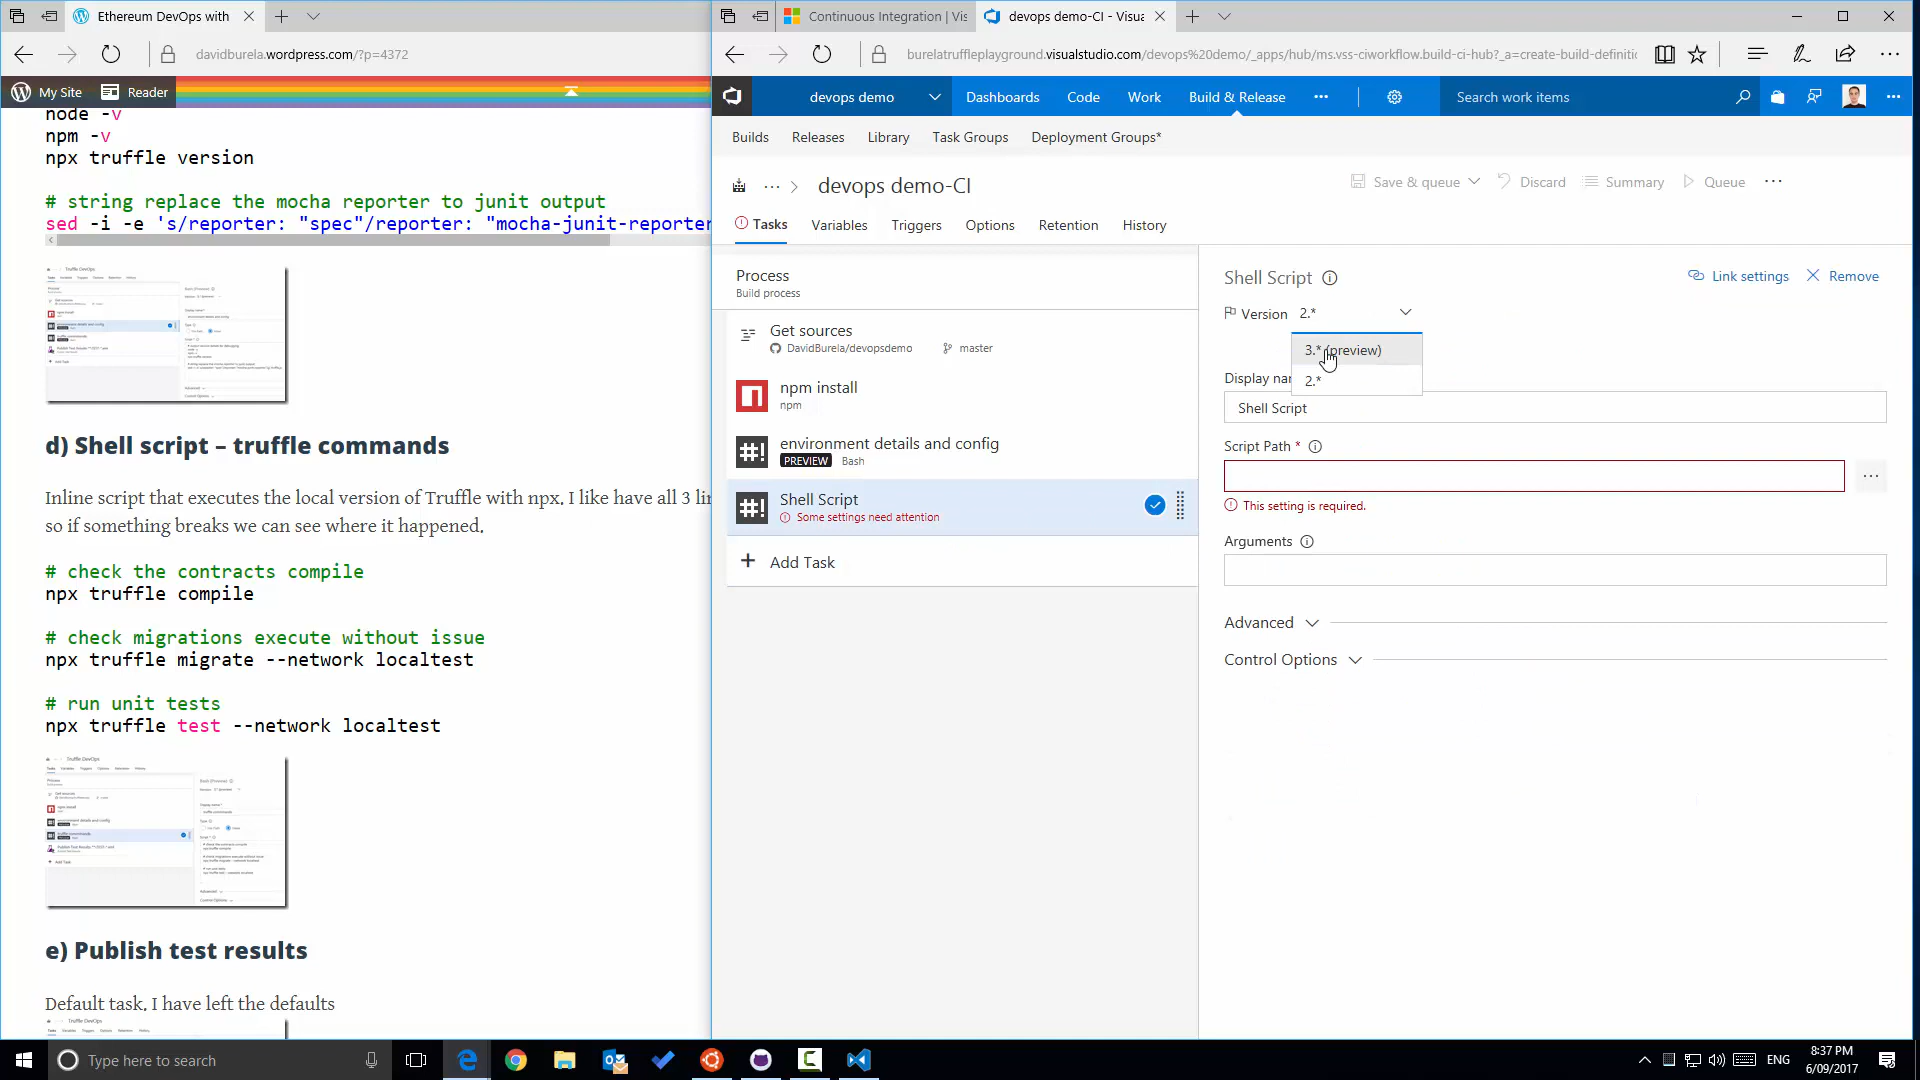 Ethereum DevOps with
davidburela.wordpress.com/?p=4372
My Site
Reader
node -v
npm -v
npx truffle version
# string replace the mocha reporter to junit output
sed -i -e 's/reporter: "spec"/reporter: "mocha-junit-reporter
d) Shell script – truffle commands
Inline script that executes the local version of Truffle with npx. I like have all 3 lin
so if something breaks we can see where it happened.
# check the contracts compile
npx truffle compile
# check migrations execute without issue
npx truffle migrate --network localtest
# run unit tests
npx truffle test --network localtest
e) Publish test results
Default task. I have left the defaults
Continuous Integration | Vis
devops demo-CI - Visua
burelatruffleplayground.visualstudio.com/devops%20demo/_apps/hub/ms.vss-ciworkflow.build-ci-hub?_a=create-build-definitic
devops demo
Dashboards
Code
Work
Build & Release
Search work items
Builds
Releases
Library
Task Groups
Deployment Groups*
devops demo-CI
Save & queue
Discard
Summary
Queue
Tasks
Variables
Triggers
Options
Retention
History
Process
Build process
Get sources
DavidBurela/devopsdemo
master
npm install
npm
environment details and config
PREVIEW Bash
Shell Script
Some settings need attention
Add Task
Shell Script
Link settings
Remove
Version 2.*
3.* (preview)
2.*
Display nam
Shell Script
Script Path *
This setting is required.
Arguments
Advanced
Control Options
Type here to search
ENG
8:37 PM
6/09/2017